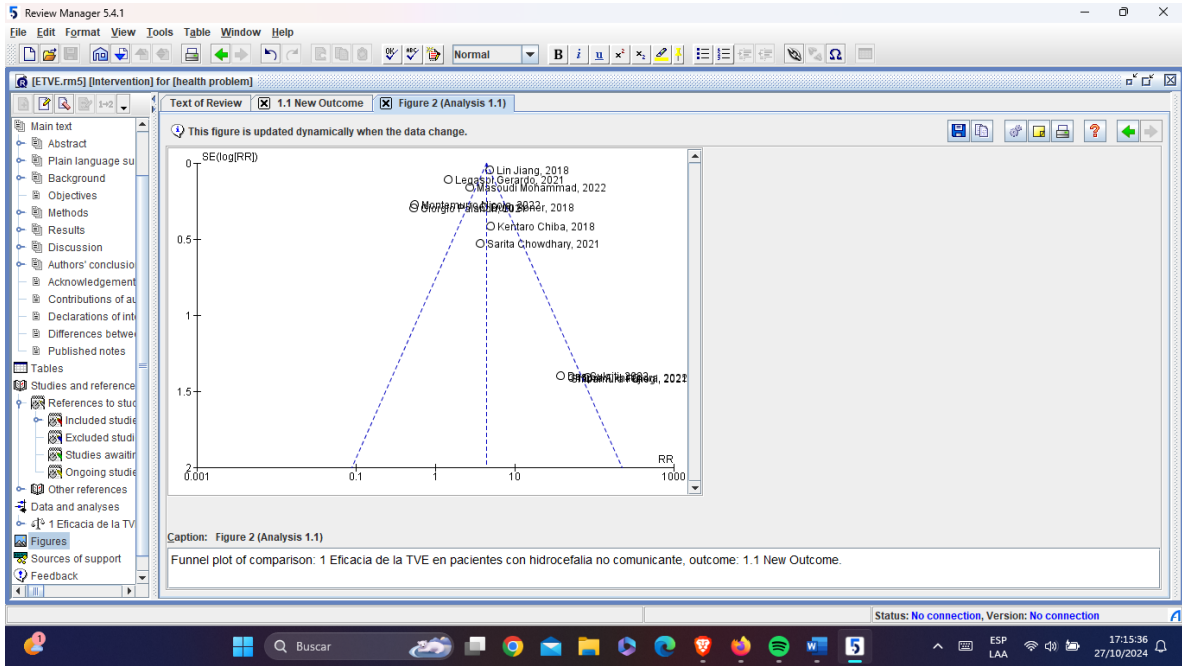 Review Manager 5.4.1
File Edit Format View Tools Table Window Help
Normal
B i u x² x₂ Ω
[ETVE.rm5] [Intervention] for [health problem]
1→2
Text of Review
1.1 New Outcome
Figure 2 (Analysis 1.1)
Main text
Abstract
Plain language su
Background
Objectives
Methods
Results
Discussion
Authors' conclusio
Acknowledgement
Contributions of au
Declarations of inte
Differences betwee
Published notes
Tables
Studies and reference
References to stud
Included studie
Excluded studi
Studies awaitin
Ongoing studie
Other references
Data and analyses
1 Eficacia de la TV
Figures
Sources of support
Feedback
This figure is updated dynamically when the data change.
SE(log[RR])
0
0.5
1
1.5
2
0.001
0.1
1
10
1000
RR
Lin Jiang, 2018
Legaspi Gerardo, 2021
Masoudi Mohammad, 2022
Kentaro Chiba, 2018
Sarita Chowdhary, 2021
Caption: Figure 2 (Analysis 1.1)
Funnel plot of comparison: 1 Eficacia de la TVE en pacientes con hidrocefalia no comunicante, outcome: 1.1 New Outcome.
Status: No connection, Version: No connection
1
Buscar
5
ESP
LAA
17:15:36
27/10/2024